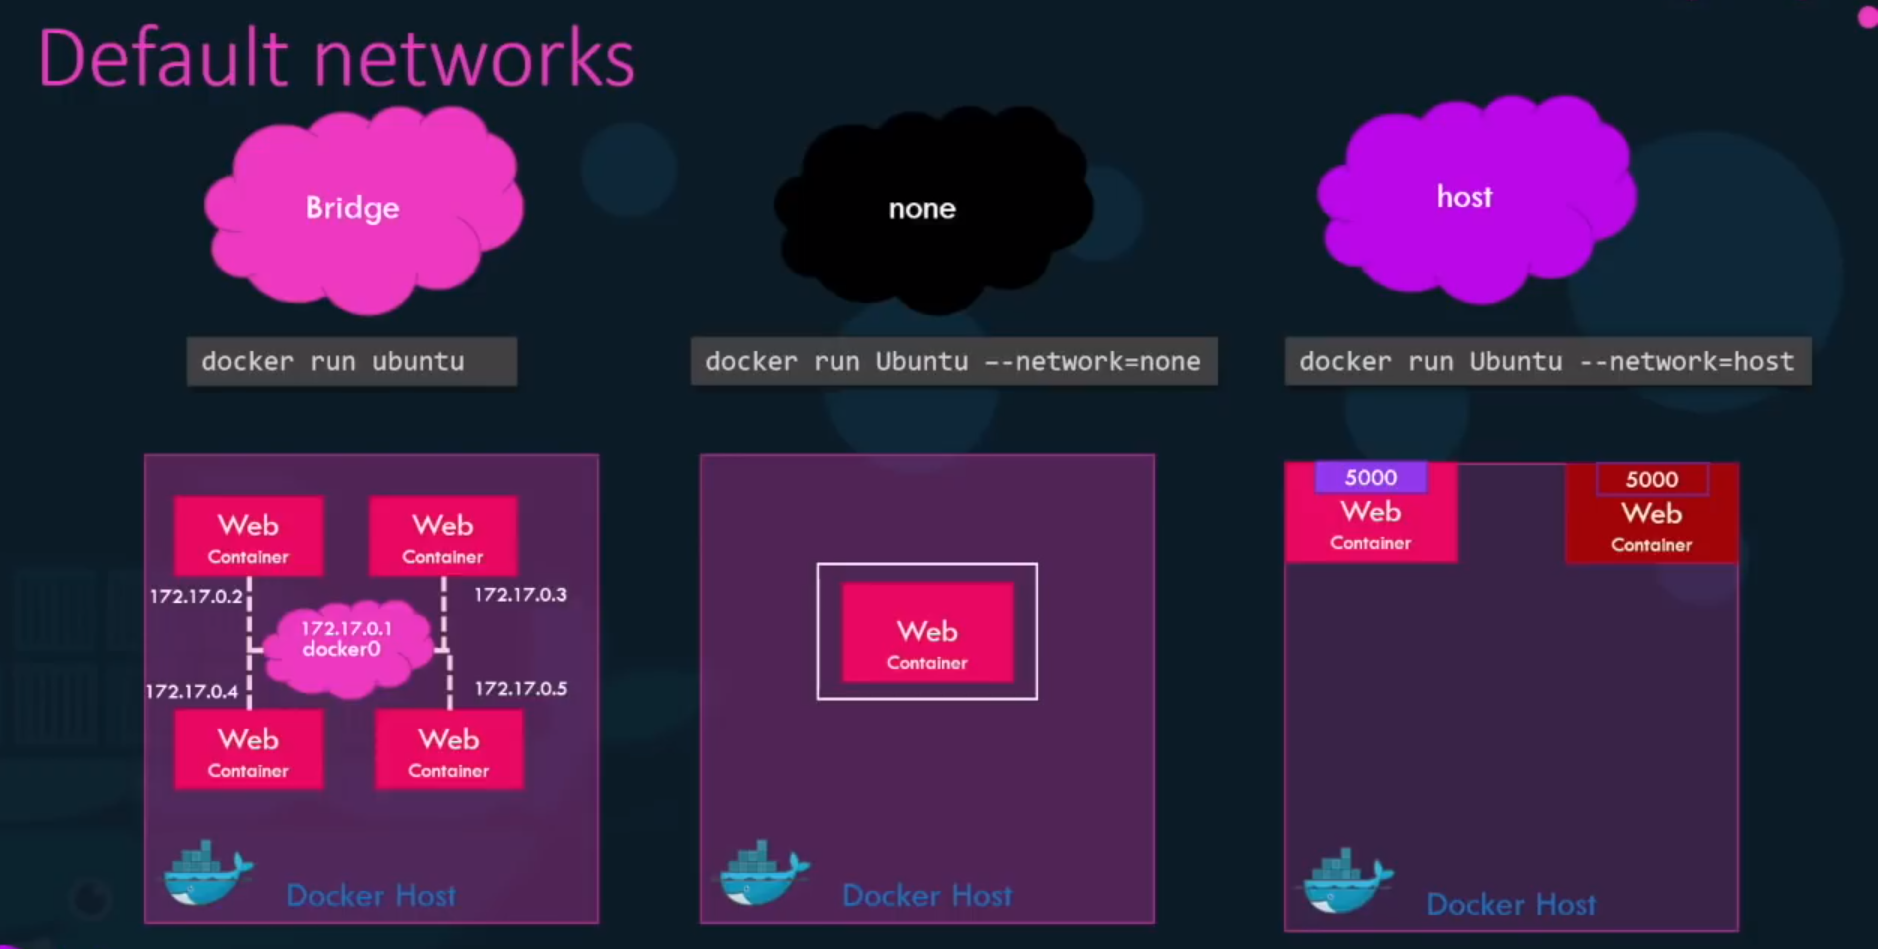 Default networks
Bridge
none
host
docker run ubuntu
docker run Ubuntu --network=none
docker run Ubuntu --network=host
Web
Container
Web
Container
172.17.0.2
172.17.0.3
172.17.0.1
docker0
172.17.0.4
172.17.0.5
Web
Container
Web
Container
Docker Host
Web
Container
Docker Host
5000
Web
Container
5000
Web
Container
Docker Host